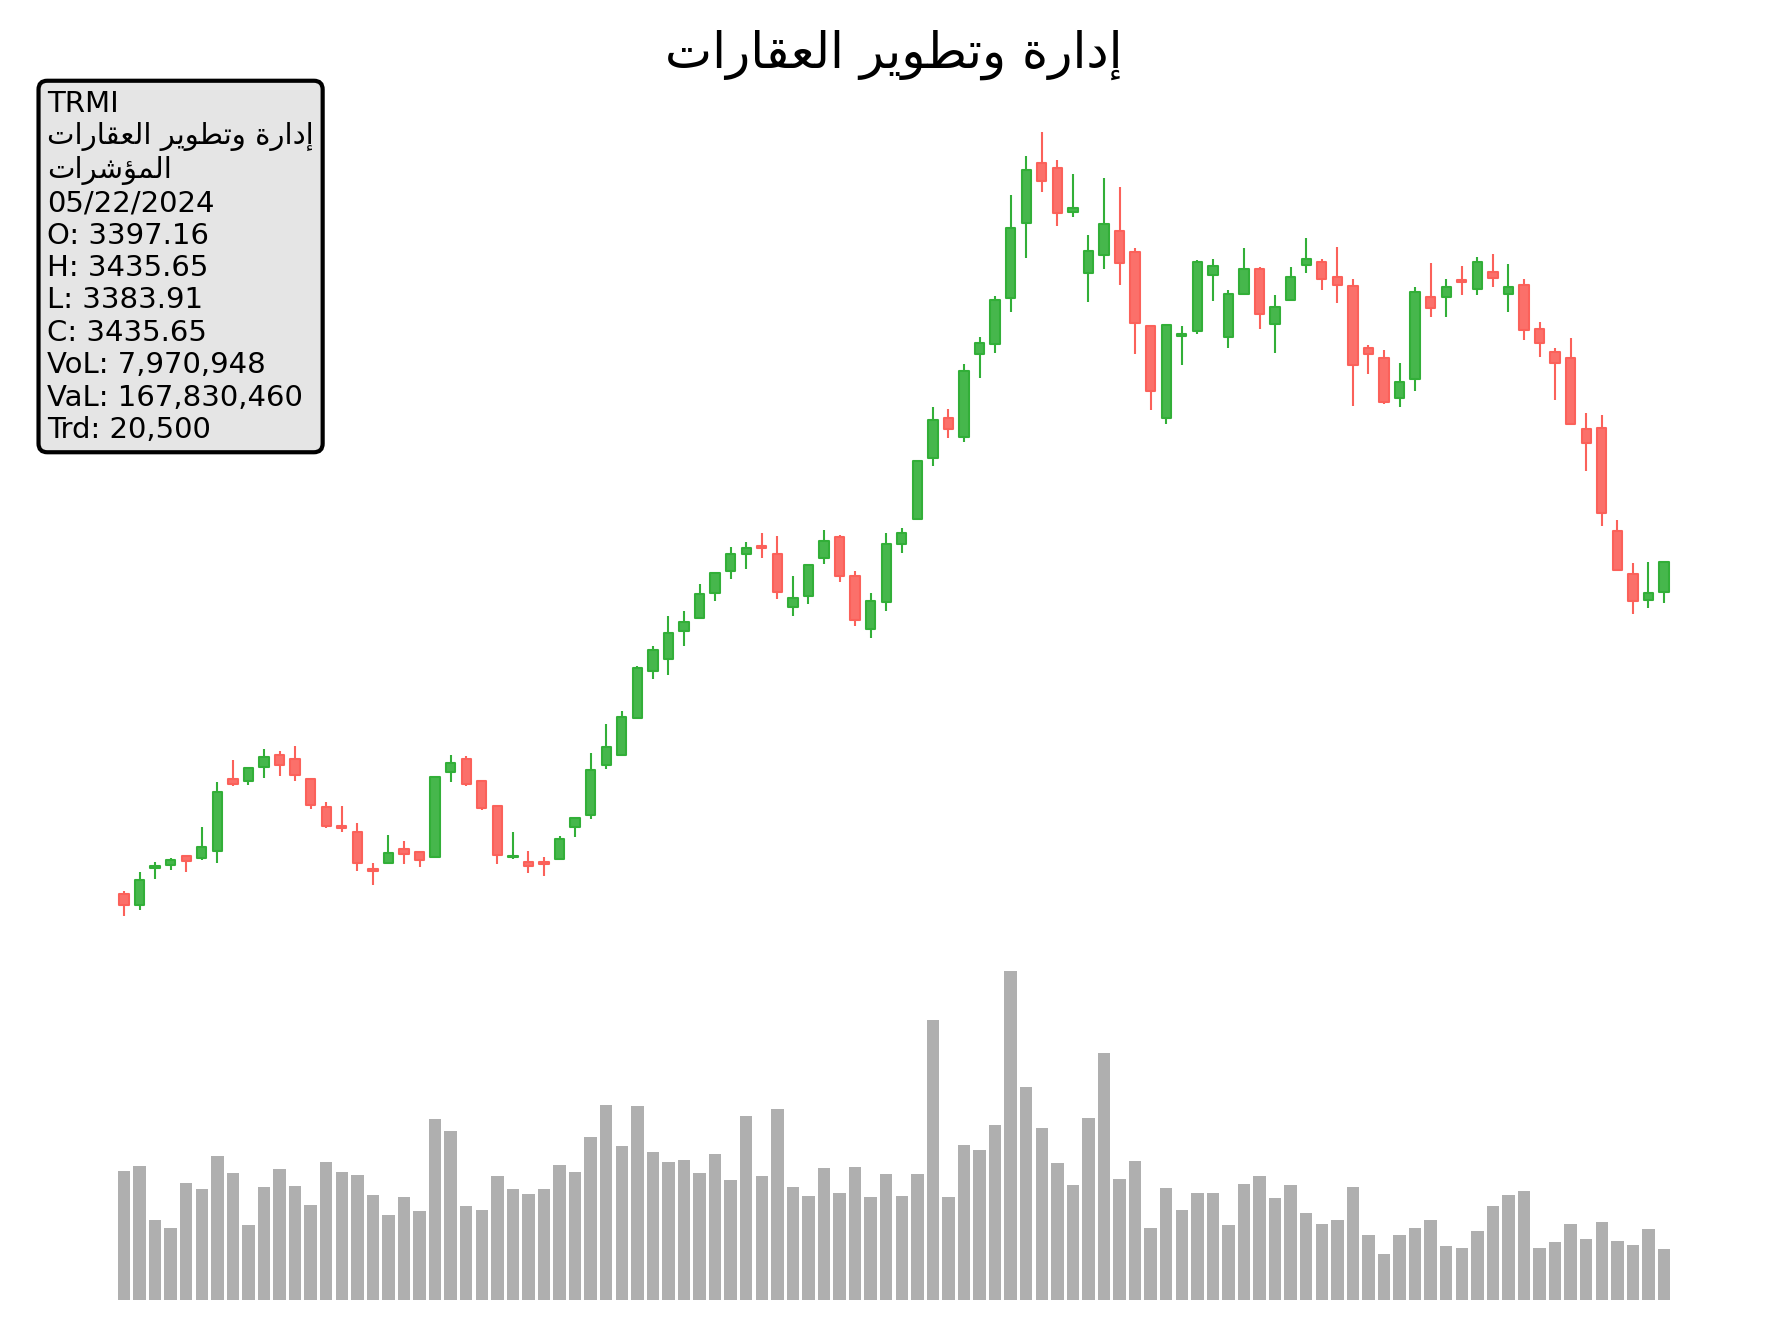 إدارة وتطوير العقارات
TRMI
إدارة وتطوير العقارات
المؤشرات
05/22/2024
O: 3397.16
H: 3435.65
L: 3383.91
C: 3435.65
VoL: 7,970,948
VaL: 167,830,460
Trd: 20,500